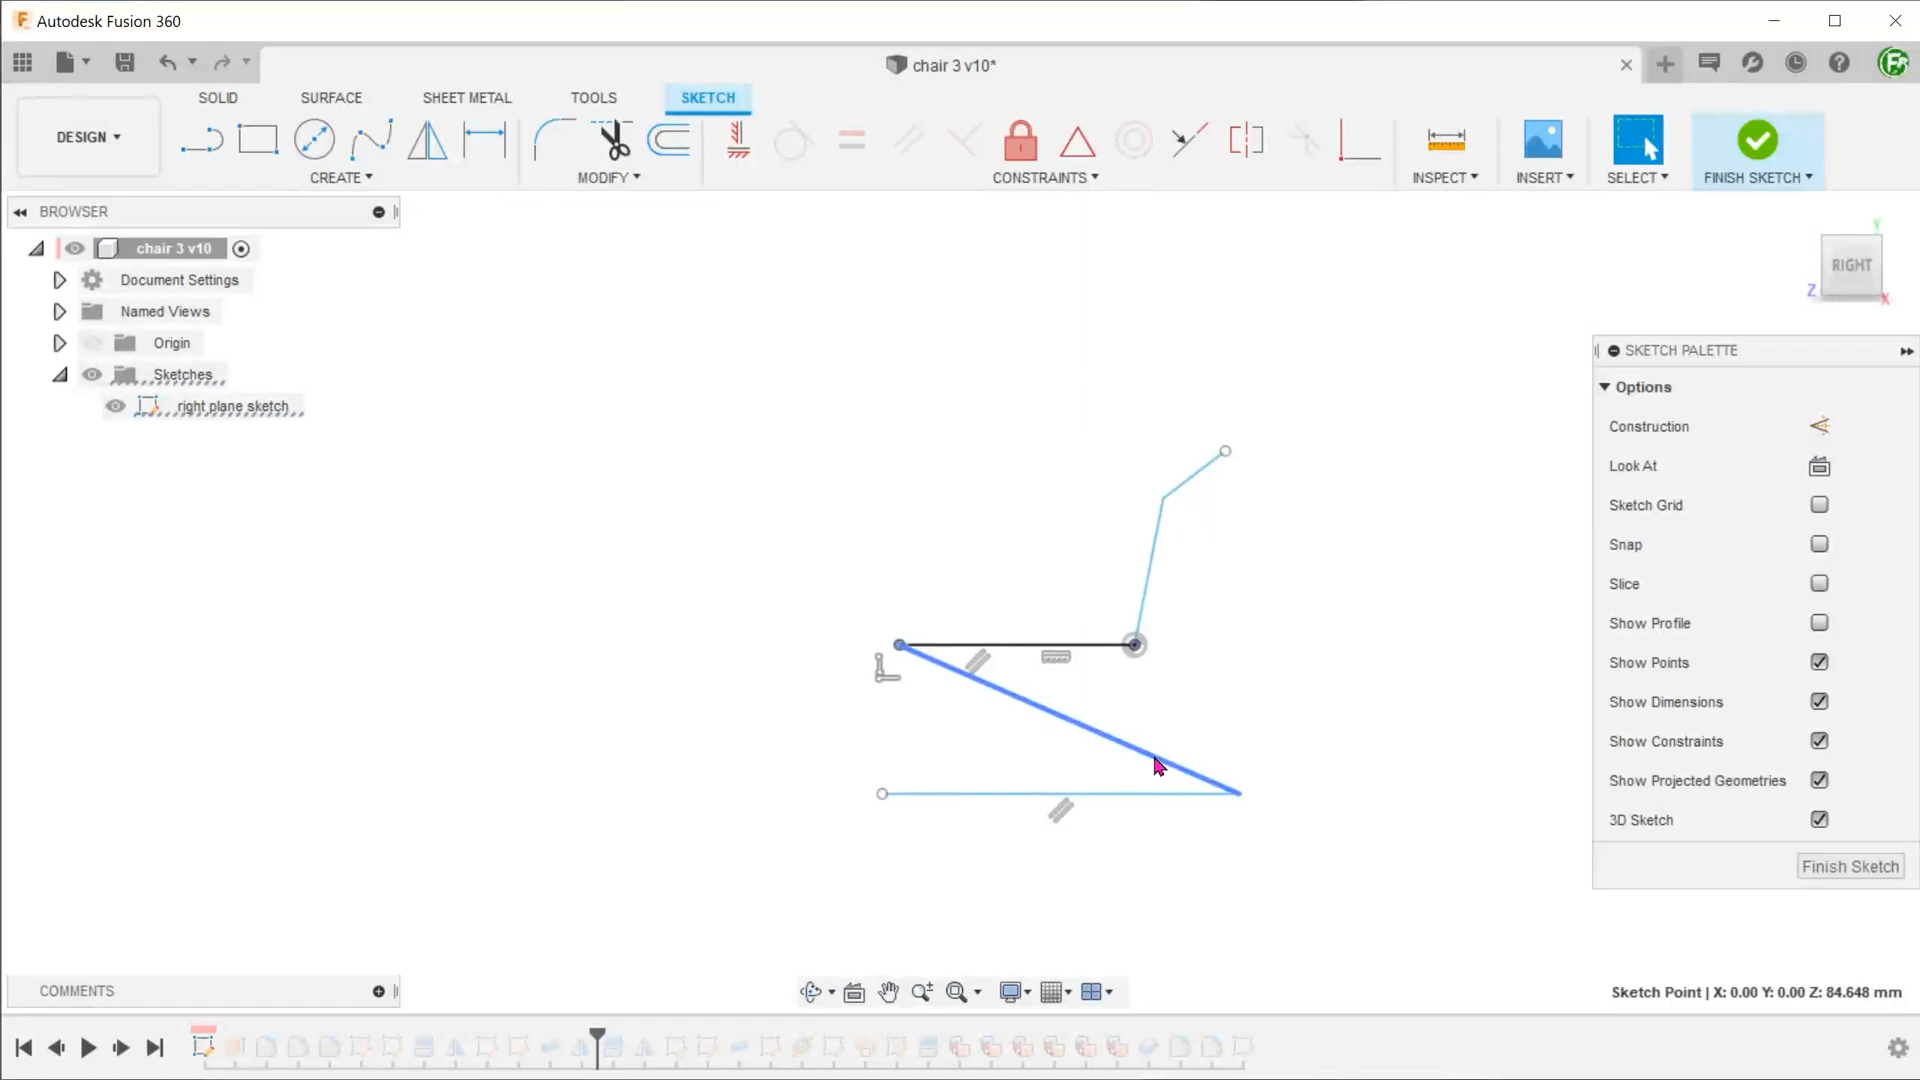 Autodesk Fusion 360
chair 3 v10*
SOLID
SURFACE
SHEET METAL
TOOLS
SKETCH
DESIGN
CREATE
MODIFY
CONSTRAINTS
INSPECT
INSERT
SELECT
FINISH SKETCH
BROWSER
chair 3 v10
Document Settings
Named Views
Origin
Sketches
right plane sketch
Y
RIGHT
Z
X
SKETCH PALETTE
Options
Construction
Look At
Sketch Grid
Snap
Slice
Show Profile
Show Points
Show Dimensions
Show Constraints
Show Projected Geometries
3D Sketch
Finish Sketch
COMMENTS
Sketch Point | X: 0.00 Y: 0.00 Z: 84.648 mm